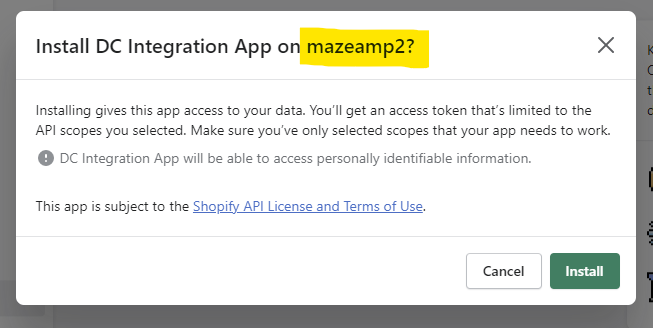 Install DC Integration App on mazeamp2?
Installing gives this app access to your data. You’ll get an access token that’s limited to the
API scopes you selected. Make sure you’ve only selected scopes that your app needs to work.
DC Integration App will be able to access personally identifiable information.
This app is subject to the Shopify API License and Terms of Use.
Cancel
Install